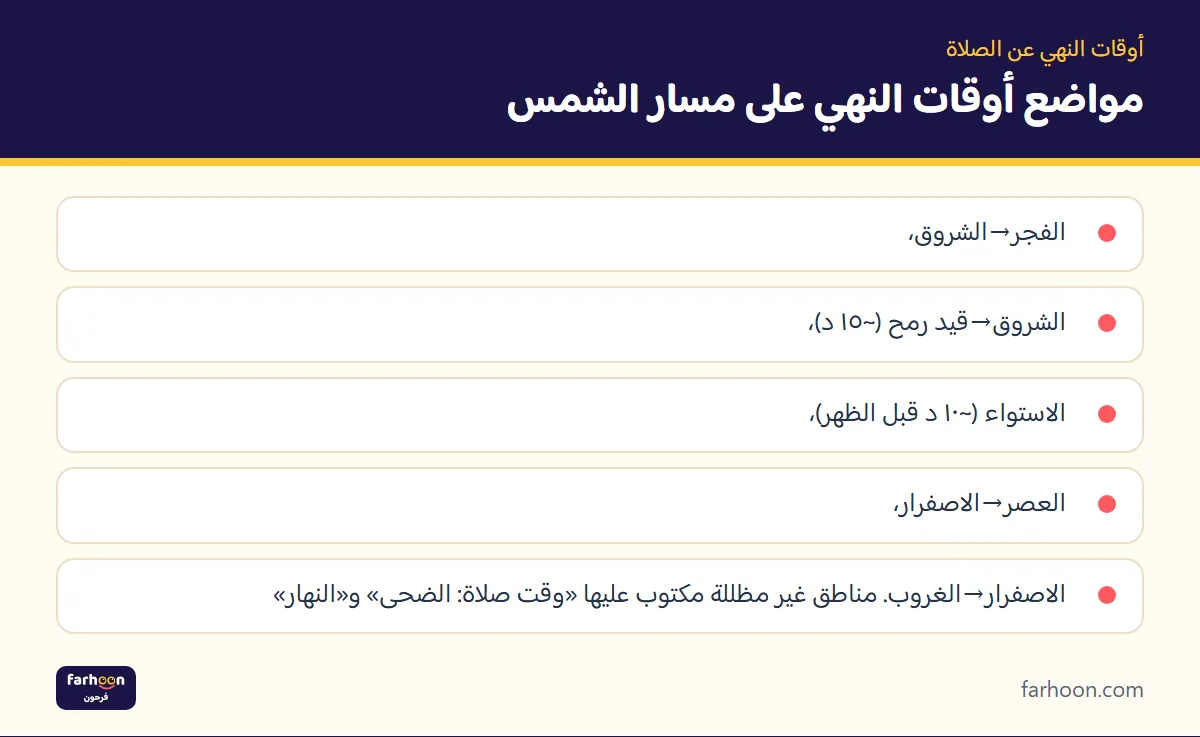 أوقات النهي عن الصلاة
مواضع أوقات النهي على مسار الشمس
الفجر→الشروق،
الشروق→قيد رمح (~١٥ د)،
الاستواء (~١٠ د قبل الظهر)،
العصر→الاصفرار،
الاصفرار→الغروب. مناطق غير مظللة مكتوب عليها «وقت صلاة: الضحى» و«النهار»
farhoon
فرحون
farhoon.com